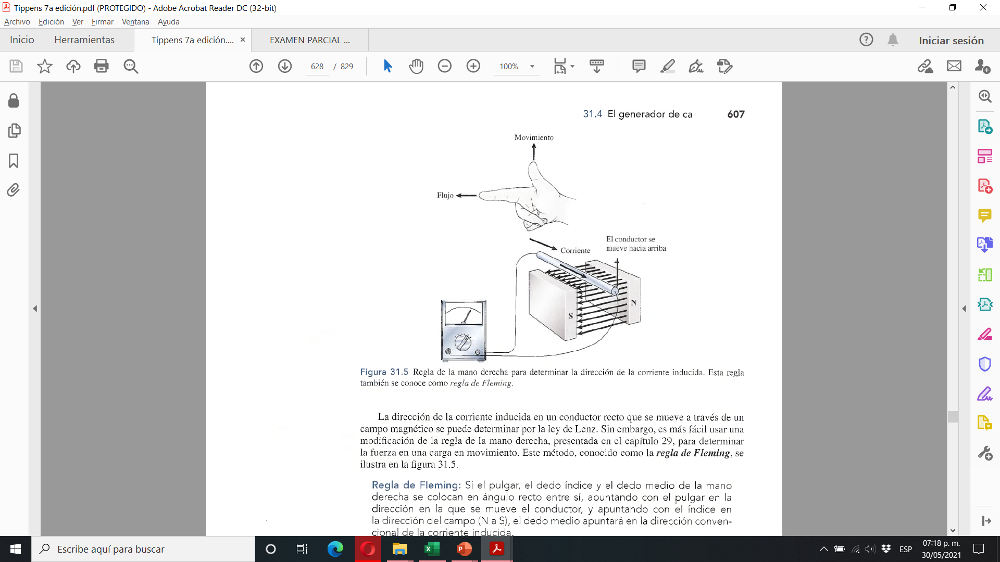 Tippens 7a edición.pdf (PROTEGIDO) - Adobe Acrobat Reader DC (32-bit)
Archivo Edición Ver Firmar Ventana Ayuda
Inicio Herramientas Tippens 7a edición.... × EXAMEN PARCIAL ... Iniciar sesión
628 / 829 100%
31.4 El generador de ca 607
Movimiento
Flujo
El conductor se
mueve hacia arriba
Corriente
N
S
Figura 31.5 Regla de la mano derecha para determinar la dirección de la corriente inducida. Esta regla
también se conoce como regla de Fleming.
La dirección de la corriente inducida en un conductor recto que se mueve a través de un
campo magnético se puede determinar por la ley de Lenz. Sin embargo, es más fácil usar una
modificación de la regla de la mano derecha, presentada en el capítulo 29, para determinar
la fuerza en una carga en movimiento. Este método, conocido como la regla de Fleming, se
ilustra en la figura 31.5.
Regla de Fleming: Si el pulgar, el dedo índice y el dedo medio de la mano
derecha se colocan en ángulo recto entre sí, apuntando con el pulgar en la
dirección en la que se mueve el conductor, y apuntando con el índice en
la dirección del campo (N a S), el dedo medio apuntará en la dirección conven-
cional de la corriente inducida.
Escribe aquí para buscar
ESP
07:18 p. m.
30/05/2021